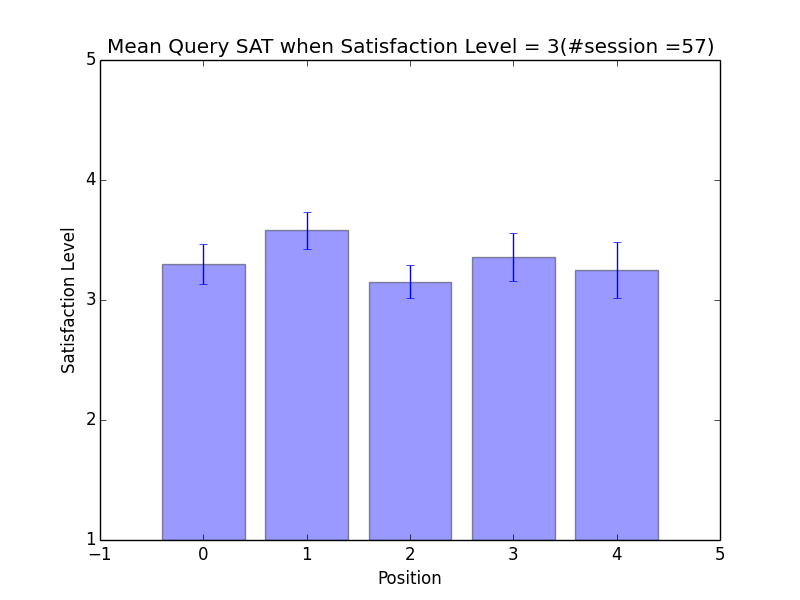 Mean Query SAT when Satisfaction Level = 3(#session =57)
5
4
3
2
1
Satisfaction Level
−1 0 1 2 3 4 5
Position